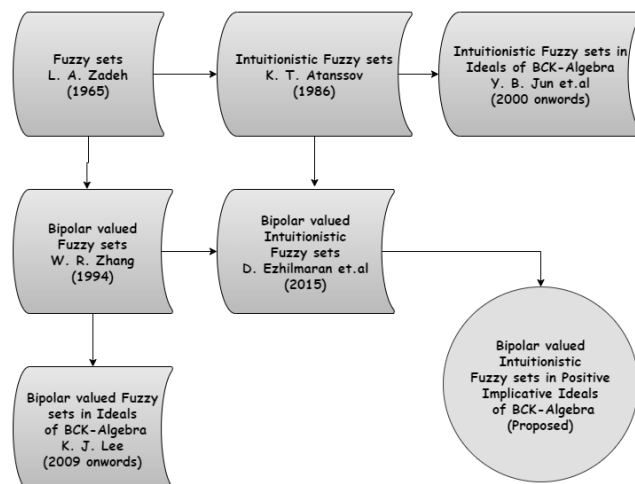 Fuzzy sets
L. A. Zadeh
(1965)
Intuitionistic Fuzzy sets
K. T. Atanssov
(1986)
Intuitionistic Fuzzy sets in
Ideals of BCK-Algebra
Y. B. Jun et.al
(2000 onwords)
Bipolar valued
Fuzzy sets
W. R. Zhang
(1994)
Bipolar valued
Intuitionistic
Fuzzy sets
D. Ezhilmaran et.al
(2015)
Bipolar valued Fuzzy
sets in Ideals
of BCK-Algebra
K. J. Lee
(2009 onwords)
Bipolar valued
Intuitionistic
Fuzzy sets in Positive
Implicative Ideals
of BCK-Algebra
(Proposed)